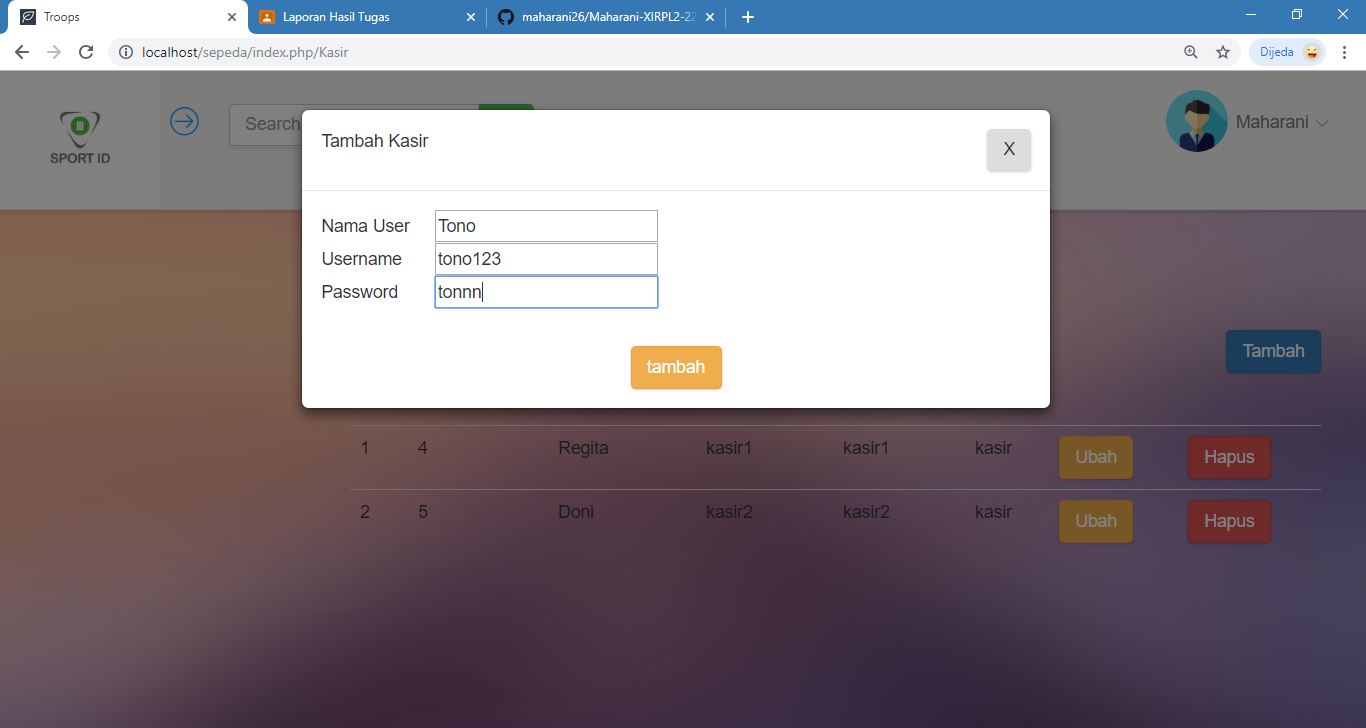 Troops
Laporan Hasil Tugas
maharani26/Maharani-XIRPL2-22
localhost/sepeda/index.php/Kasir
Dijeda
SPORT ID
Search
Maharani
Tambah Kasir
X
Nama User Tono
Username tono123
Password tonnn
tambah
Tambah
1 4 Regita kasir1 kasir1 kasir Ubah Hapus
2 5 Doni kasir2 kasir2 kasir Ubah Hapus